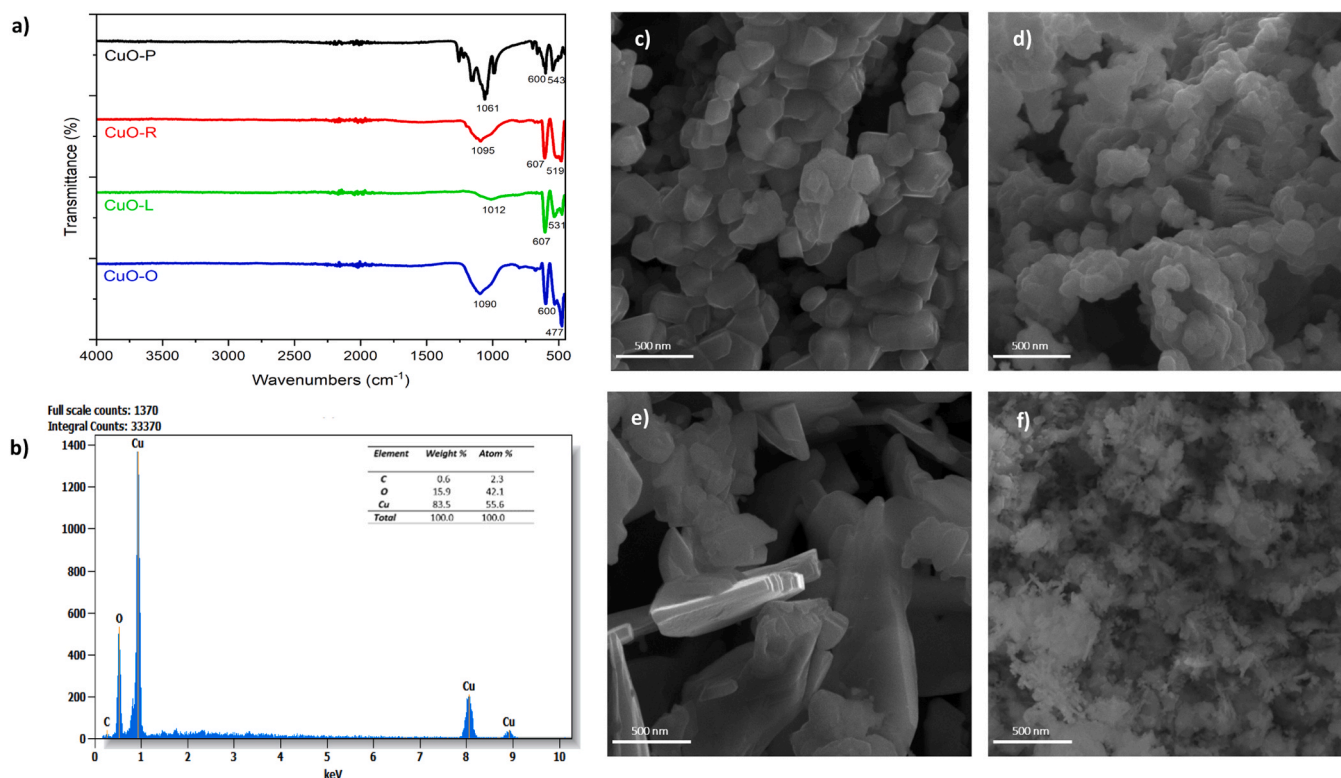 a)
CuO-P
600 543
1061
CuO-R
1095
607
519
CuO-L
1012
531
607
CuO-O
1090
600
477
Transmittance (%)
4000 3500 3000 2500 2000 1500 1000 500
Wavenumbers (cm⁻¹)
b)
Full scale counts: 1370
Integral Counts: 33370
Cu
O
C
Cu
Cu
1400
1200
1000
800
600
400
200
0
0 1 2 3 4 5 6 7 8 9 10
keV
Element Weight % Atom %
C 0.6 2.3
O 15.9 42.1
Cu 83.5 55.6
Total 100.0 100.0
c)
500 nm
d)
500 nm
e)
500 nm
f)
500 nm